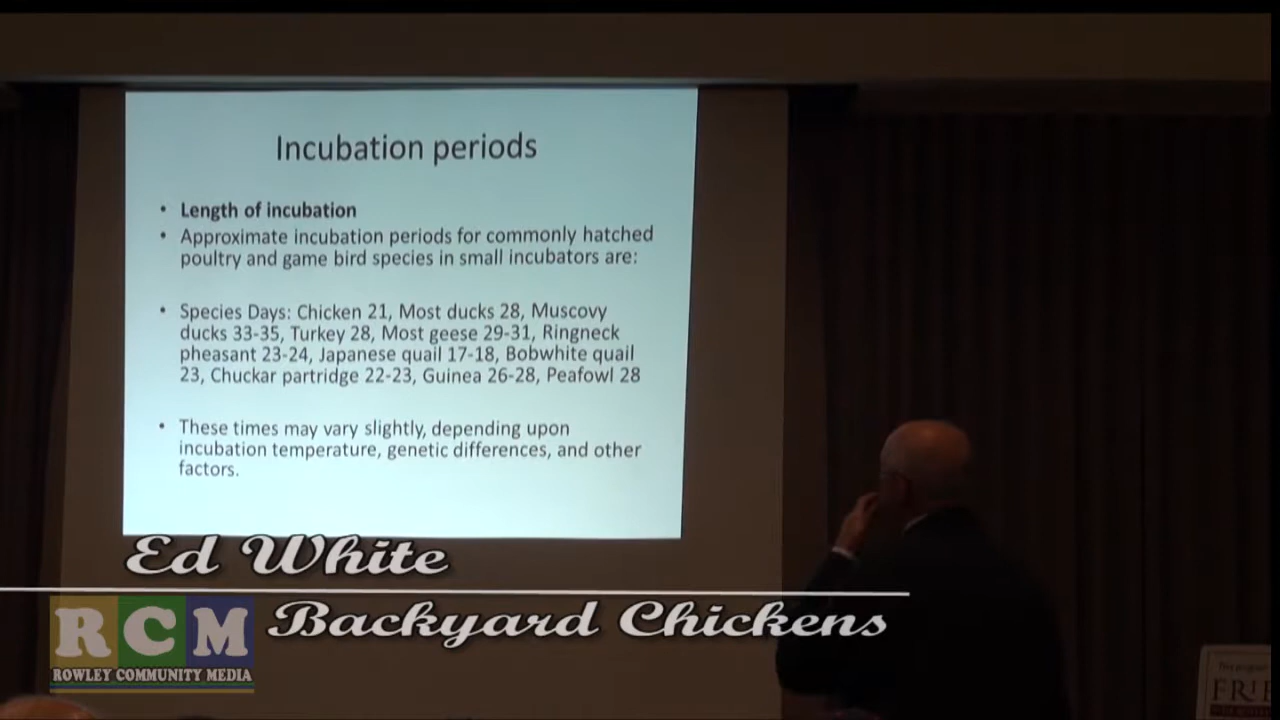 Incubation periods
• Length of incubation
• Approximate incubation periods for commonly hatched
poultry and game bird species in small incubators are:
• Species Days: Chicken 21, Most ducks 28, Muscovy
ducks 33-35, Turkey 28, Most geese 29-31, Ringneck
pheasant 23-24, Japanese quail 17-18, Bobwhite quail
23, Chuckar partridge 22-23, Guinea 26-28, Peafowl 28
• These times may vary slightly, depending upon
incubation temperature, genetic differences, and other
factors.
Ed White
Backyard Chickens
RCM
ROWLEY COMMUNITY MEDIA
This program
FRIE